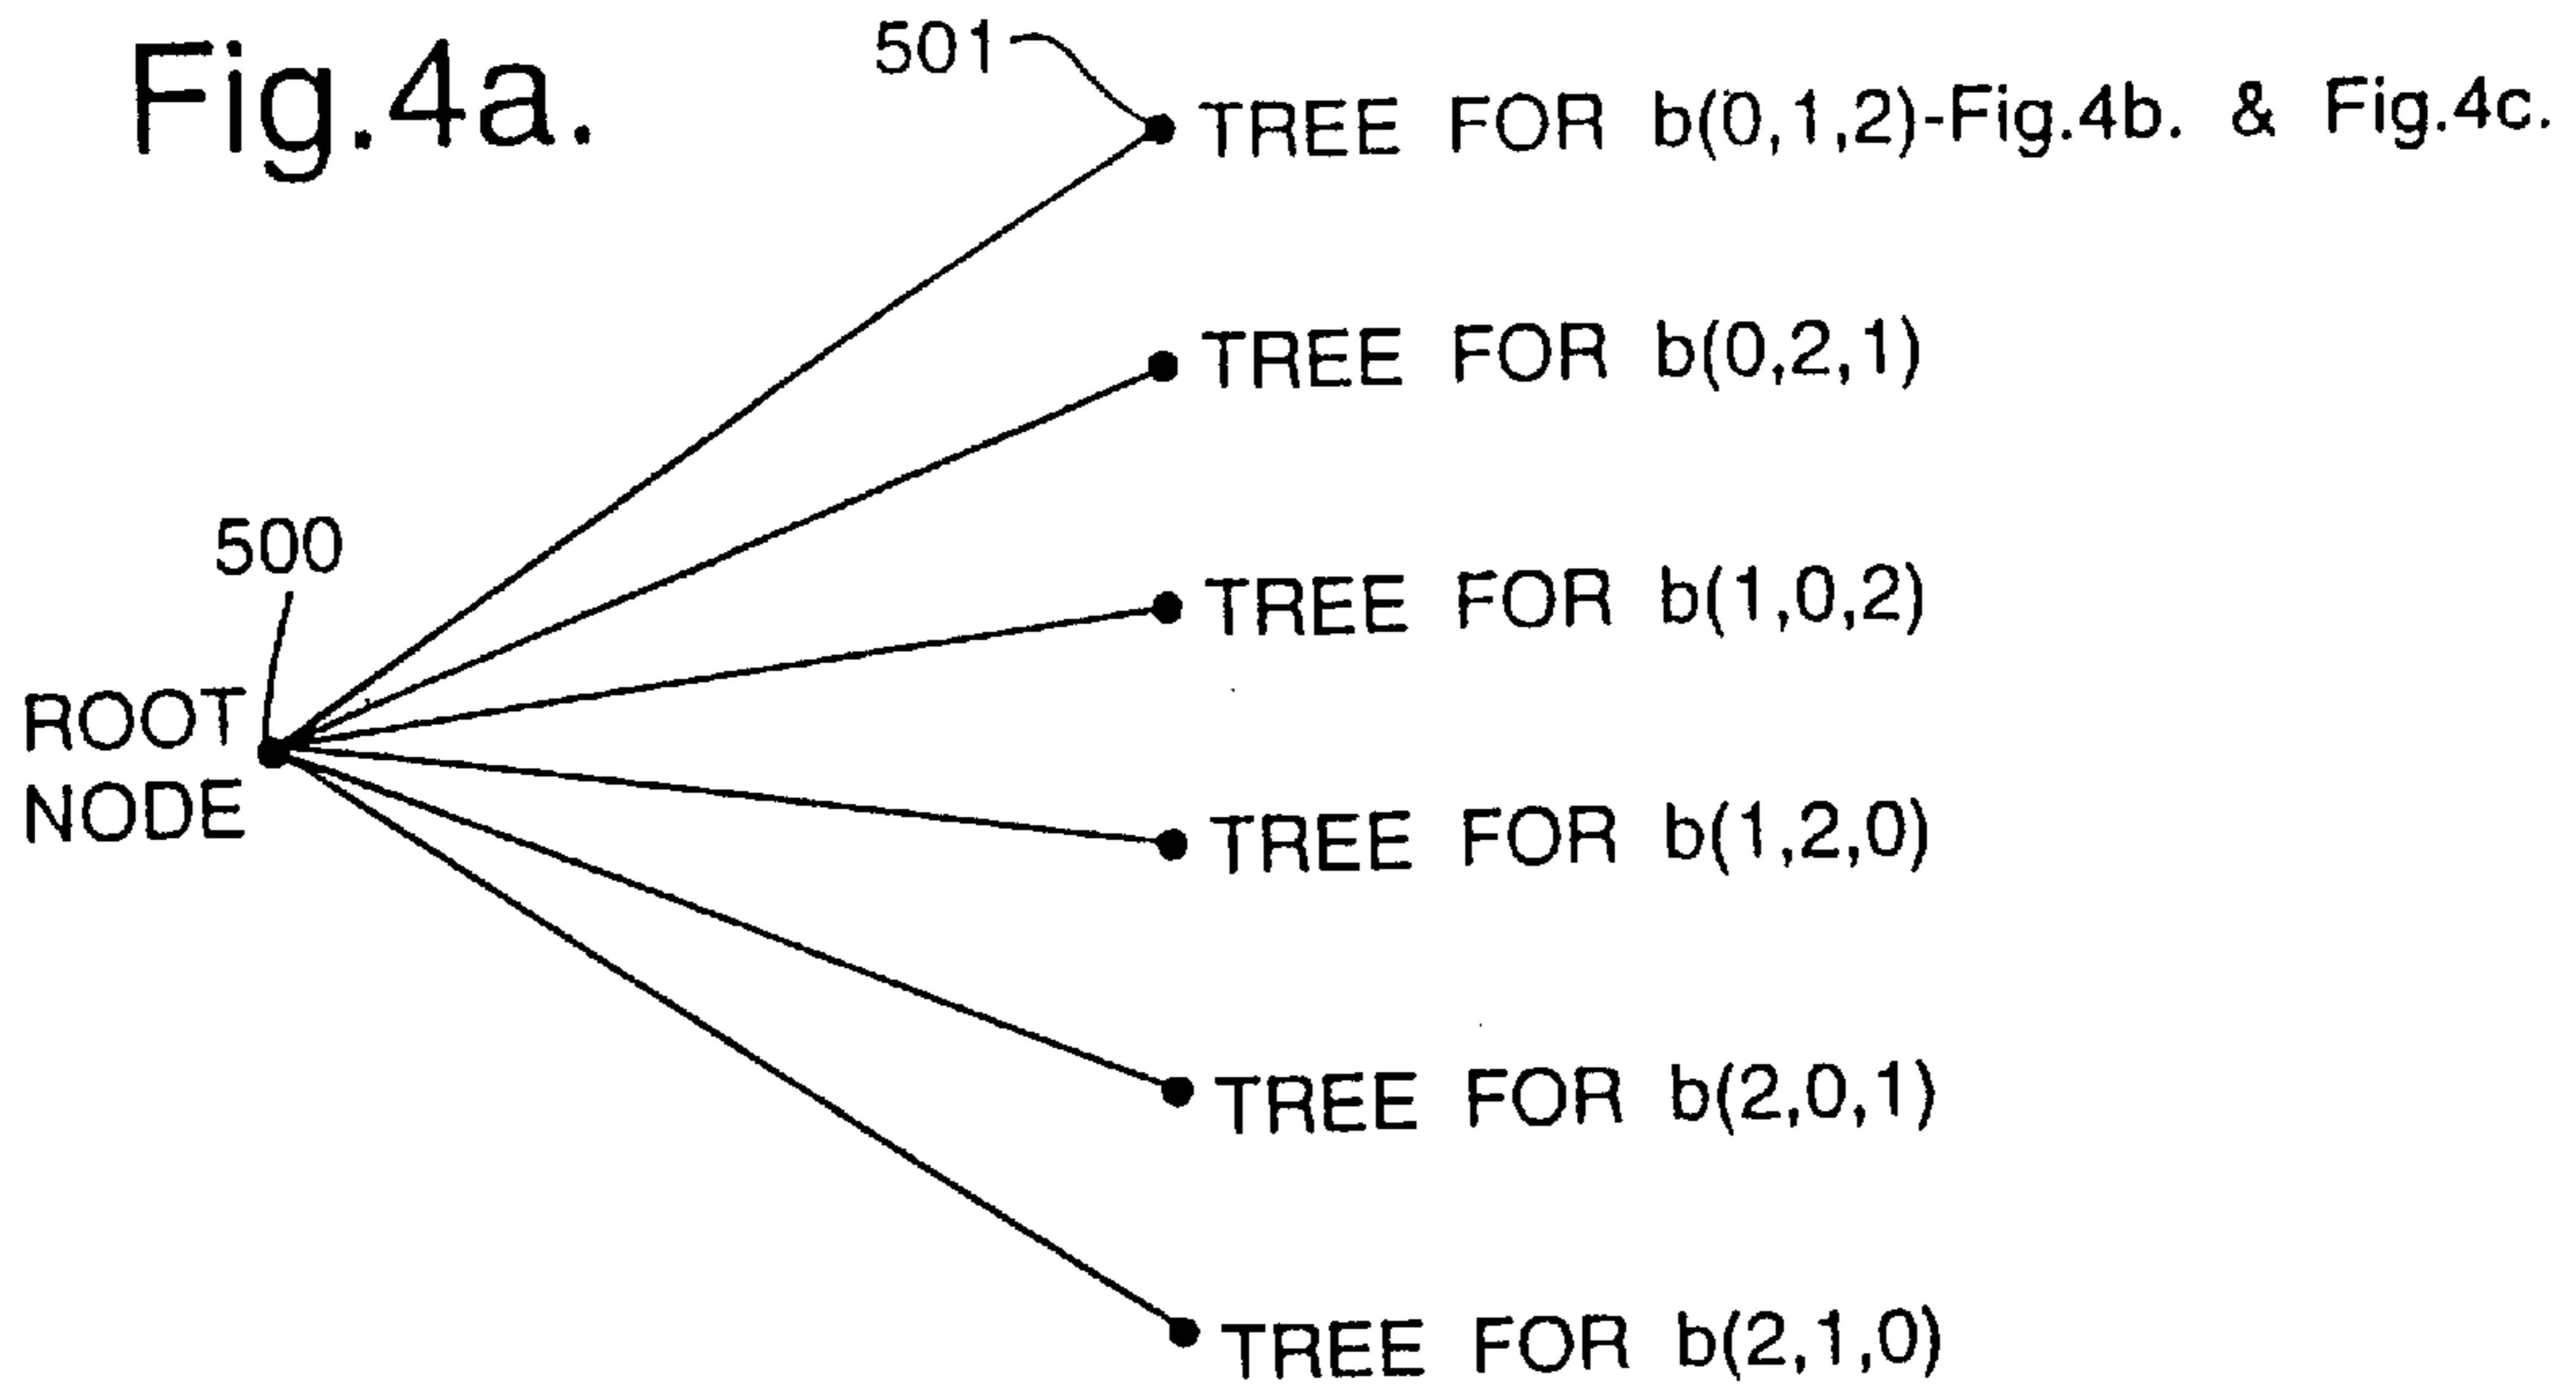 Fig.4a.
501
TREE FOR b(0,1,2)-Fig.4b. & Fig.4c.
TREE FOR b(0,2,1)
500
TREE FOR b(1,0,2)
ROOT
NODE
TREE FOR b(1,2,0)
TREE FOR b(2,0,1)
TREE FOR b(2,1,0)